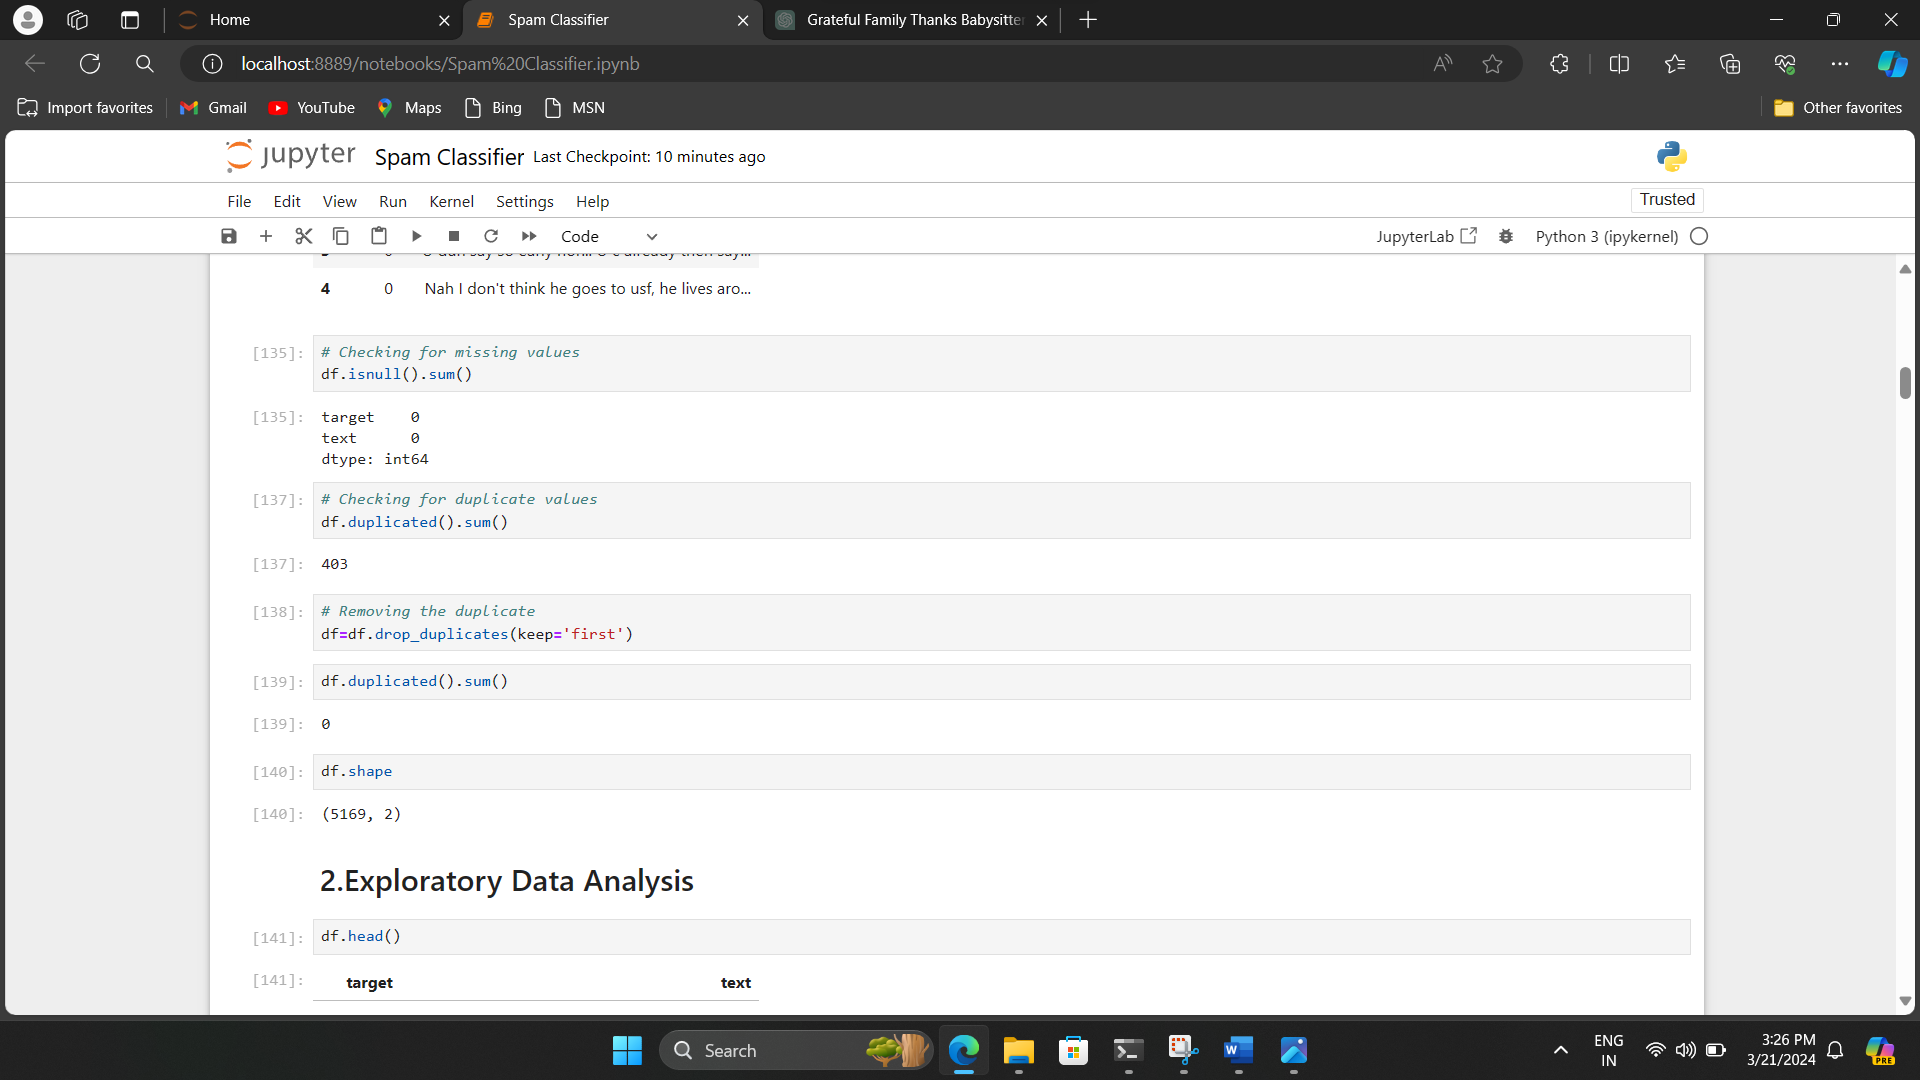 Home
Spam Classifier
Grateful Family Thanks Babysitter
localhost:8889/notebooks/Spam%20Classifier.ipynb
Import favorites
Gmail
YouTube
Maps
Bing
MSN
Other favorites
jupyter Spam Classifier Last Checkpoint: 10 minutes ago
File Edit View Run Kernel Settings Help
Trusted
Code
JupyterLab
Python 3 (ipykernel)
4 0 Nah I don't think he goes to usf, he lives aro...
[135]: # Checking for missing values
df.isnull().sum()
[135]: target 0
text 0
dtype: int64
[137]: # Checking for duplicate values
df.duplicated().sum()
[137]: 403
[138]: # Removing the duplicate
df=df.drop_duplicates(keep='first')
[139]: df.duplicated().sum()
[139]: 0
[140]: df.shape
[140]: (5169, 2)
2.Exploratory Data Analysis
[141]: df.head()
[141]: target text
Search
ENG
IN
3:26 PM
3/21/2024
PRE